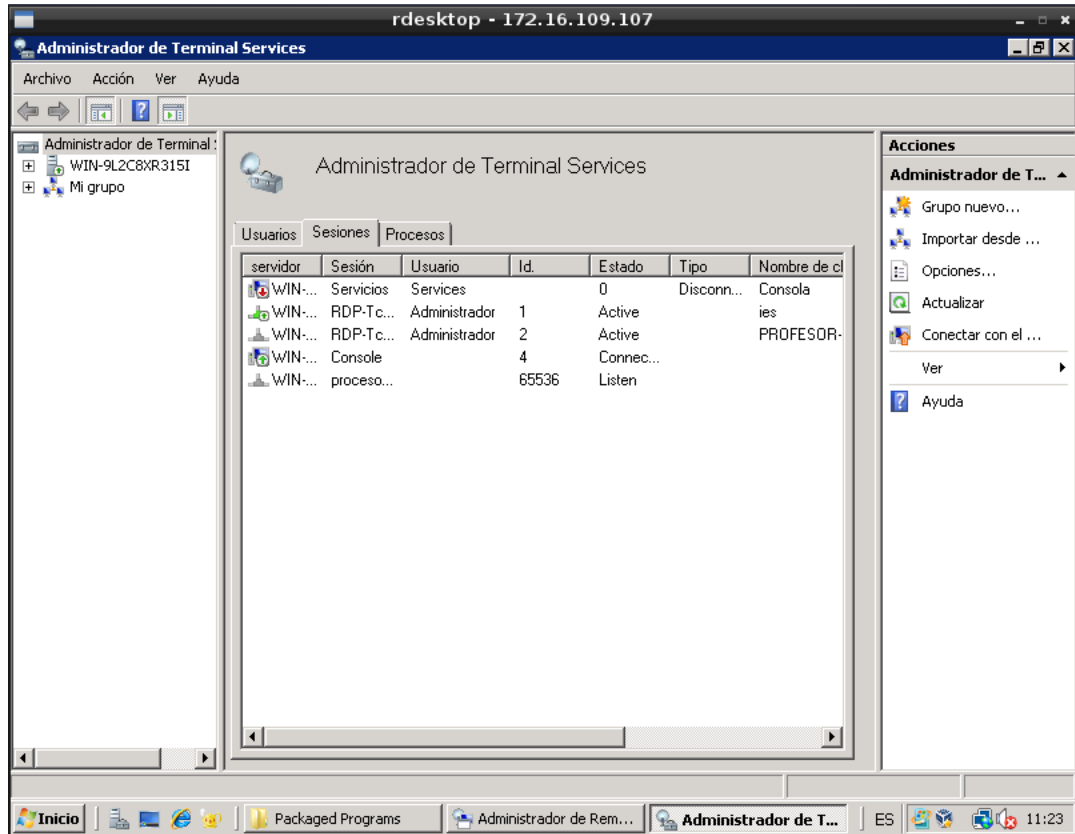 rdesktop - 172.16.109.107
Administrador de Terminal Services
Archivo Acción Ver Ayuda
Administrador de Terminal
WIN-9L2C8XR315I
Mi grupo
Administrador de Terminal Services
Usuarios Sesiones Procesos
servidor Sesión Usuario Id. Estado Tipo Nombre de cl
WIN-... Servicios Services 0 Disconn... Consola
WIN-... RDP-Tc... Administrador 1 Active ies
WIN-... RDP-Tc... Administrador 2 Active PROFESOR-
WIN-... Console 4 Connec...
WIN-... proceso... 65536 Listen
Acciones
Administrador de T...
Grupo nuevo...
Importar desde ...
Opciones...
Actualizar
Conectar con el ...
Ver
Ayuda
Inicio Packaged Programs Administrador de Rem... Administrador de T... ES 11:23